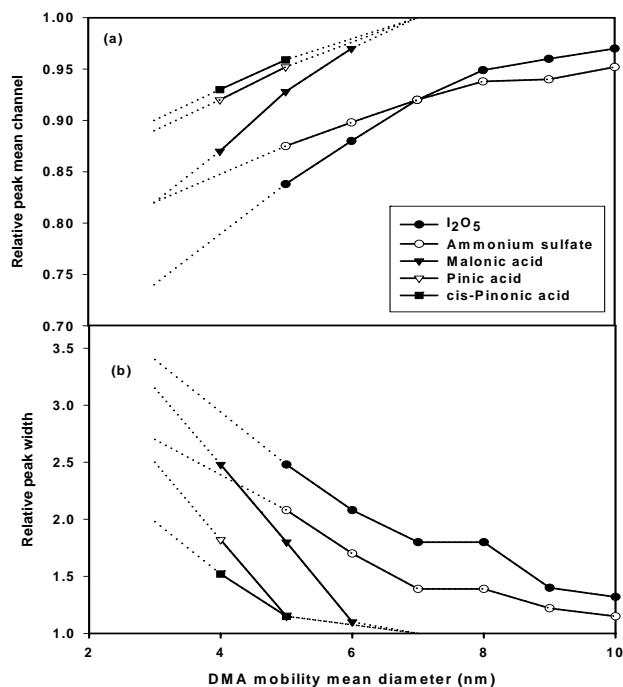 1.00
(a)
0.95
0.90
0.85
0.80
0.75
0.70
Relative peak mean channel
I2O5
Ammonium sulfate
Malonic acid
Pinic acid
cis-Pinonic acid
3.5
(b)
3.0
2.5
2.0
1.5
1.0
Relative peak width
2 4 6 8 10
DMA mobility mean diameter (nm)